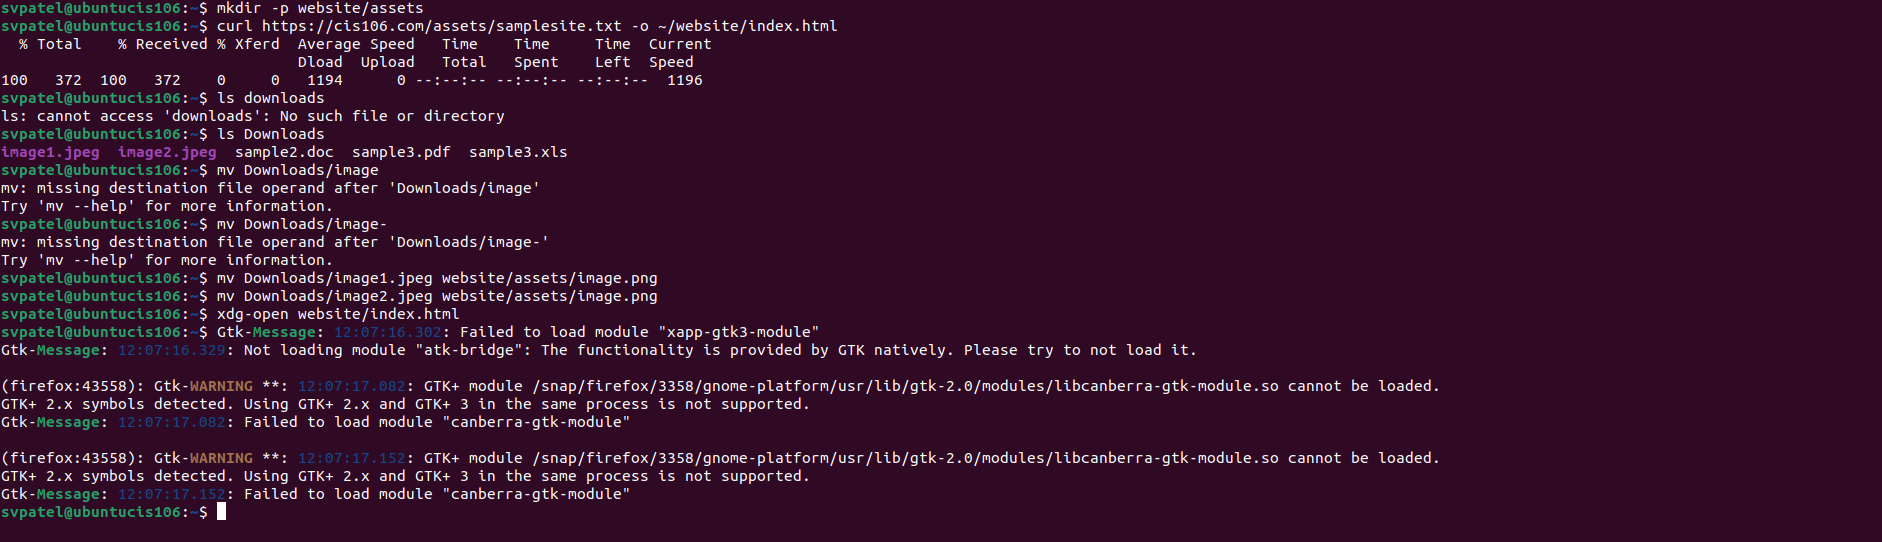 svpatel@ubuntucis106:~$ mkdir -p website/assets
svpatel@ubuntucis106:~$ curl https://cis106.com/assets/samplesite.txt -o ~/website/index.html
  % Total    % Received % Xferd  Average Speed   Time    Time     Time  Current
                                 Dload  Upload   Total   Spent    Left  Speed
100   372  100   372    0     0   1194      0 --:--:-- --:--:-- --:--:--  1196
svpatel@ubuntucis106:~$ ls downloads
ls: cannot access 'downloads': No such file or directory
svpatel@ubuntucis106:~$ ls Downloads
image1.jpeg  image2.jpeg  sample2.doc  sample3.pdf  sample3.xls
svpatel@ubuntucis106:~$ mv Downloads/image
mv: missing destination file operand after 'Downloads/image'
Try 'mv --help' for more information.
svpatel@ubuntucis106:~$ mv Downloads/image-
mv: missing destination file operand after 'Downloads/image-'
Try 'mv --help' for more information.
svpatel@ubuntucis106:~$ mv Downloads/image1.jpeg website/assets/image.png
svpatel@ubuntucis106:~$ mv Downloads/image2.jpeg website/assets/image.png
svpatel@ubuntucis106:~$ xdg-open website/index.html
svpatel@ubuntucis106:~$ Gtk-Message: 12:07:16.302: Failed to load module "xapp-gtk3-module"
Gtk-Message: 12:07:16.329: Not loading module "atk-bridge": The functionality is provided by GTK natively. Please try to not load it.

(firefox:43558): Gtk-WARNING **: 12:07:17.082: GTK+ module /snap/firefox/3358/gnome-platform/usr/lib/gtk-2.0/modules/libcanberra-gtk-module.so cannot be loaded.
GTK+ 2.x symbols detected. Using GTK+ 2.x and GTK+ 3 in the same process is not supported.
Gtk-Message: 12:07:17.082: Failed to load module "canberra-gtk-module"

(firefox:43558): Gtk-WARNING **: 12:07:17.152: GTK+ module /snap/firefox/3358/gnome-platform/usr/lib/gtk-2.0/modules/libcanberra-gtk-module.so cannot be loaded.
GTK+ 2.x symbols detected. Using GTK+ 2.x and GTK+ 3 in the same process is not supported.
Gtk-Message: 12:07:17.152: Failed to load module "canberra-gtk-module"
svpatel@ubuntucis106:~$